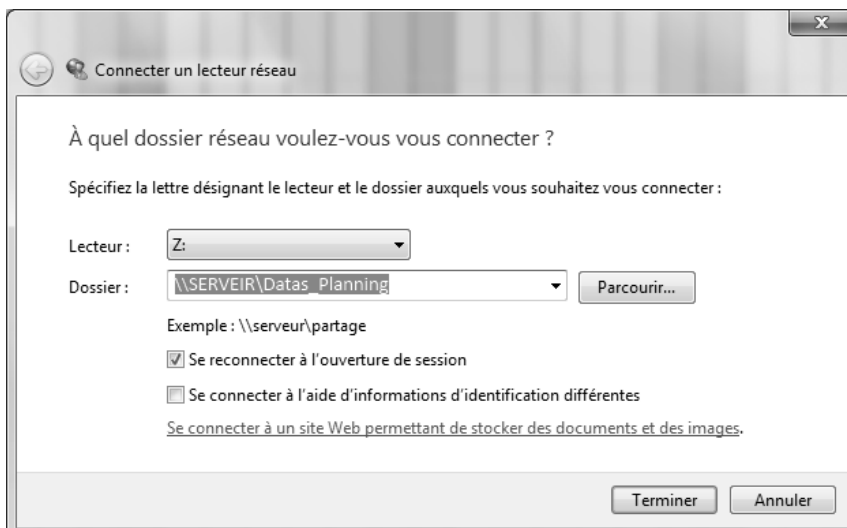 x
Connecter un lecteur réseau
À quel dossier réseau voulez-vous vous connecter ?
Spécifiez la lettre désignant le lecteur et le dossier auxquels vous souhaitez vous connecter :
Lecteur : Z:
Dossier : \\SERVEIR\Datas_Planning Parcourir...
Exemple : \\serveur\partage
Se reconnecter à l'ouverture de session
Se connecter à l'aide d'informations d'identification différentes
Se connecter à un site Web permettant de stocker des documents et des images.
Terminer Annuler